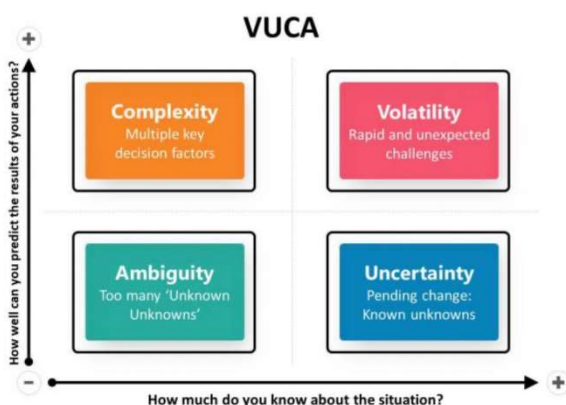 VUCA
+
How well can you predict the results of your actions?
Complexity
Multiple key
decision factors
Volatility
Rapid and unexpected
challenges
Ambiguity
Too many ‘Unknown
Unknowns’
Uncertainty
Pending change:
Known unknowns
−
+
How much do you know about the situation?